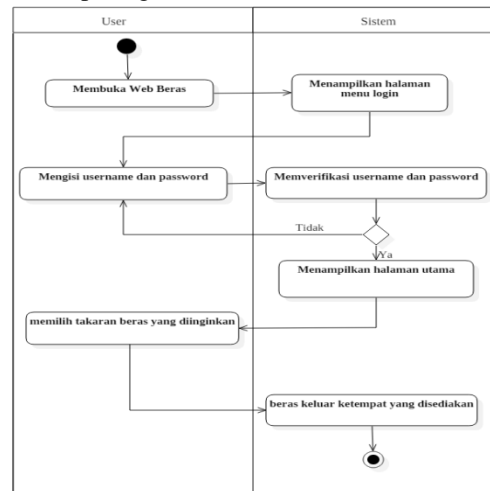 User
Sistem
Membuka Web Beras
Menampilkan halaman
menu login
Mengisi username dan password
Memverifikasi username dan password
Tidak
Ya
Menampilkan halaman utama
memilih takaran beras yang diinginkan
beras keluar ketempat yang disediakan